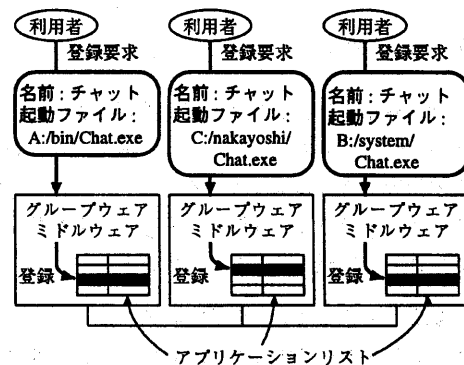 利用者
利用者
利用者
登録要求
登録要求
登録要求
名前：チャット
起動ファイル：
A:/bin/Chat.exe
名前：チャット
起動ファイル：
C:/nakayoshi/
Chat.exe
名前：チャット
起動ファイル：
B:/system/
Chat.exe
グループウェア
ミドルウェア
登録
グループウェア
ミドルウェア
登録
グループウェア
ミドルウェア
登録
アプリケーションリスト